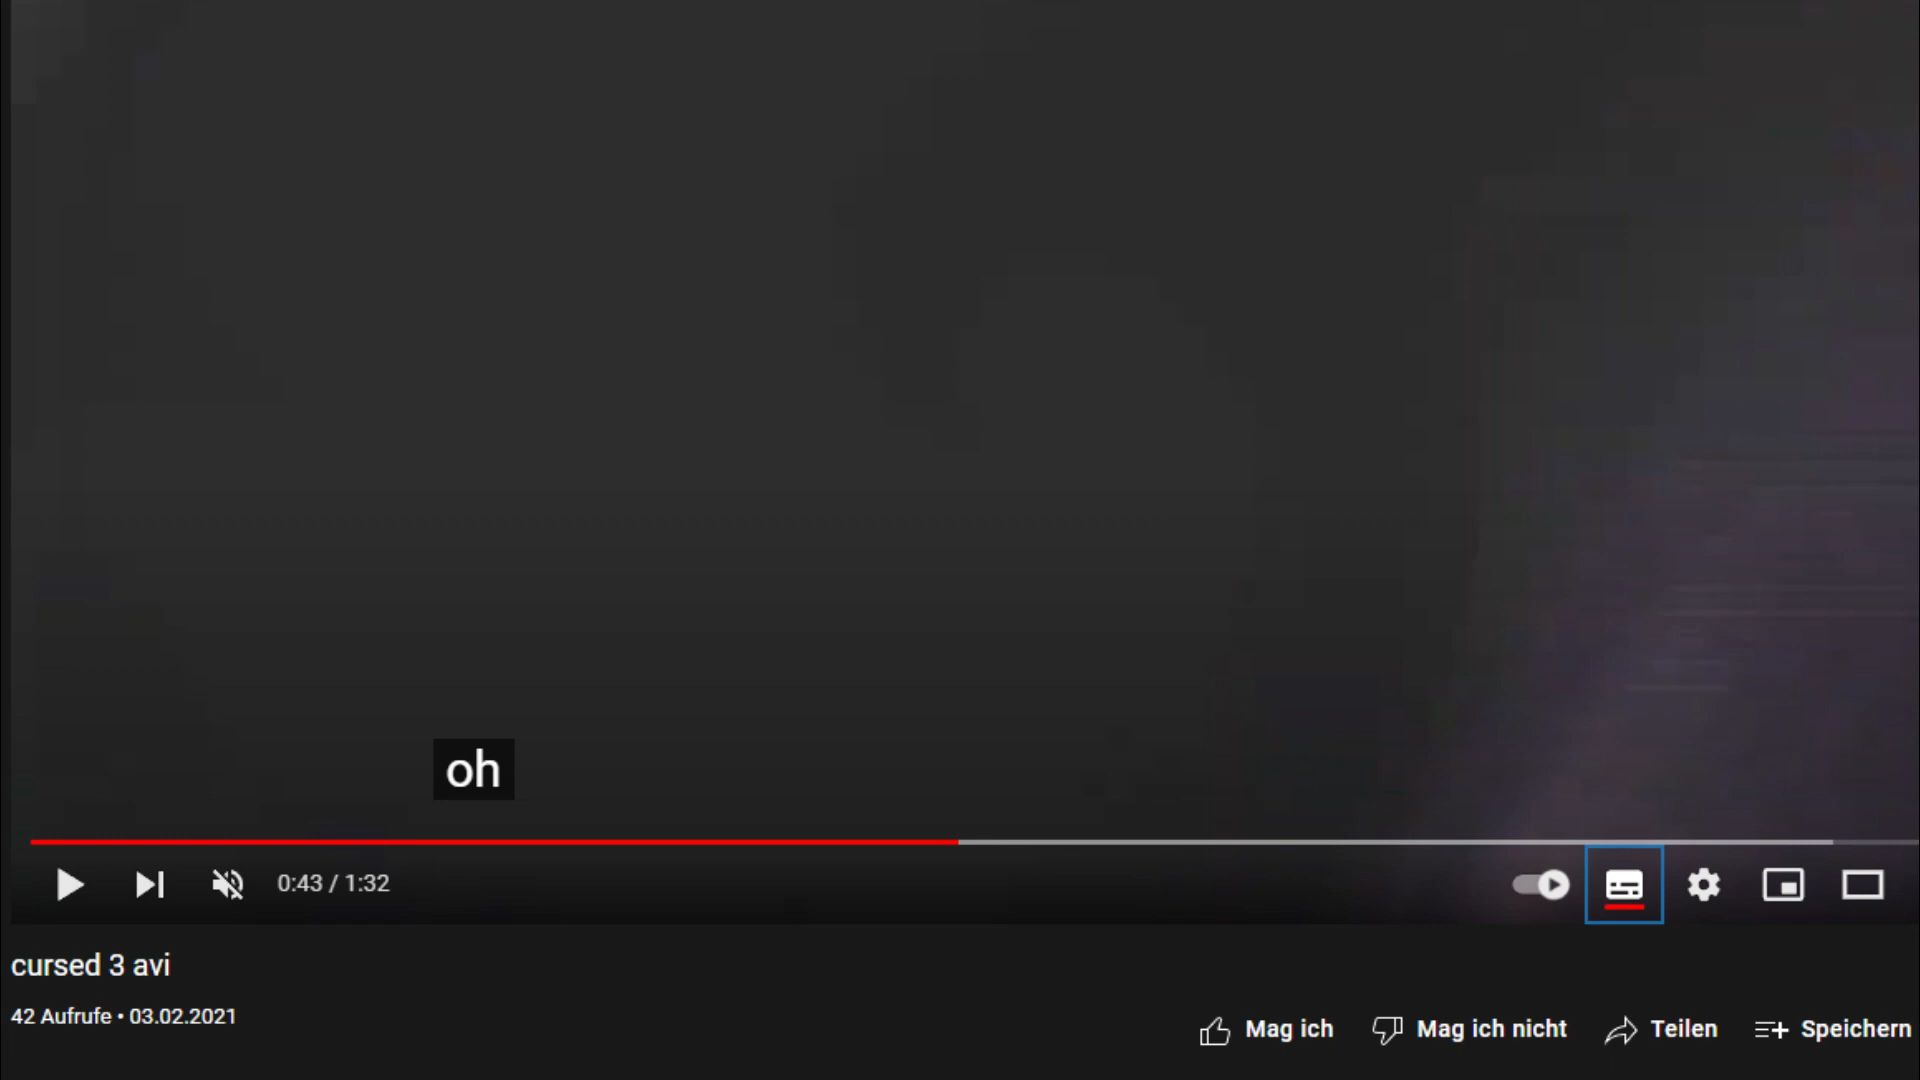 oh
0:43 / 1:32
cursed 3 avi
42 Aufrufe • 03.02.2021
Mag ich
Mag ich nicht
Teilen
Speichern